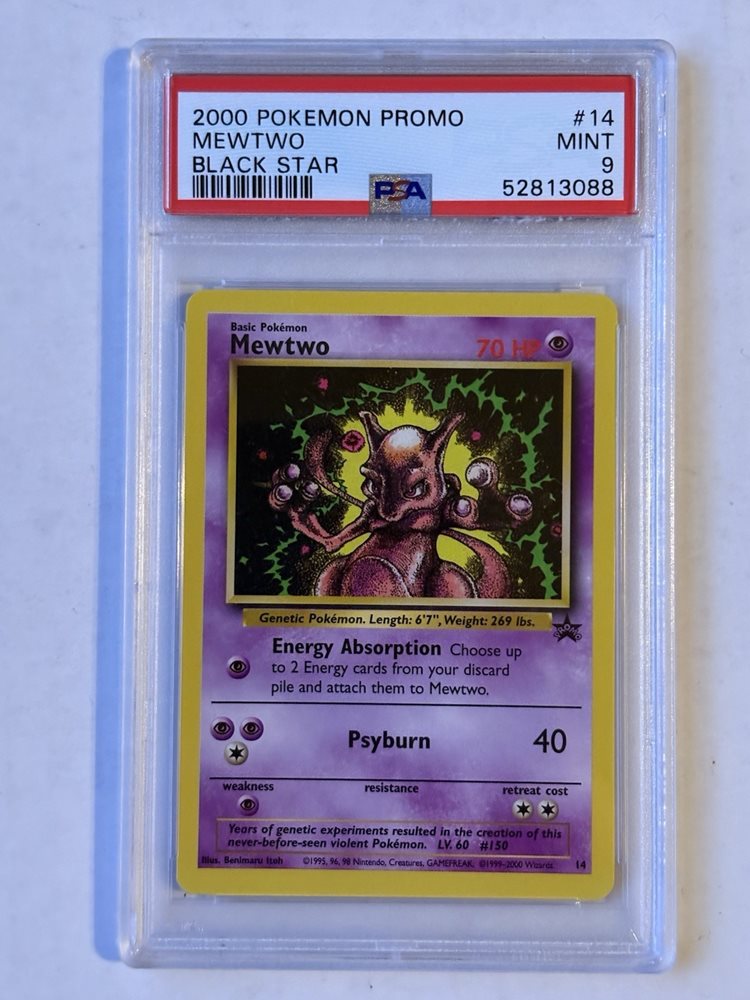 2000 POKEMON PROMO #14
MEWTWO MINT
BLACK STAR 9
PSA 52813088
Basic Pokémon
Mewtwo 70 HP
Genetic Pokémon. Length: 6'7", Weight: 269 lbs.
PROMO
Energy Absorption Choose up
to 2 Energy cards from your discard
pile and attach them to Mewtwo.
Psyburn 40
weakness resistance retreat cost
Years of genetic experiments resulted in the creation of this
never-before-seen violent Pokémon. LV. 60 #150
Illus. Benimaru Itoh ©1995, 96, 98 Nintendo, Creatures, GAMEFREAK. ©1999-2000 Wizards. 14